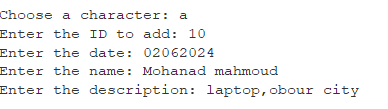 Choose a character: a
Enter the ID to add: 10
Enter the date: 02062024
Enter the name: Mohanad mahmoud
Enter the description: laptop,obour city